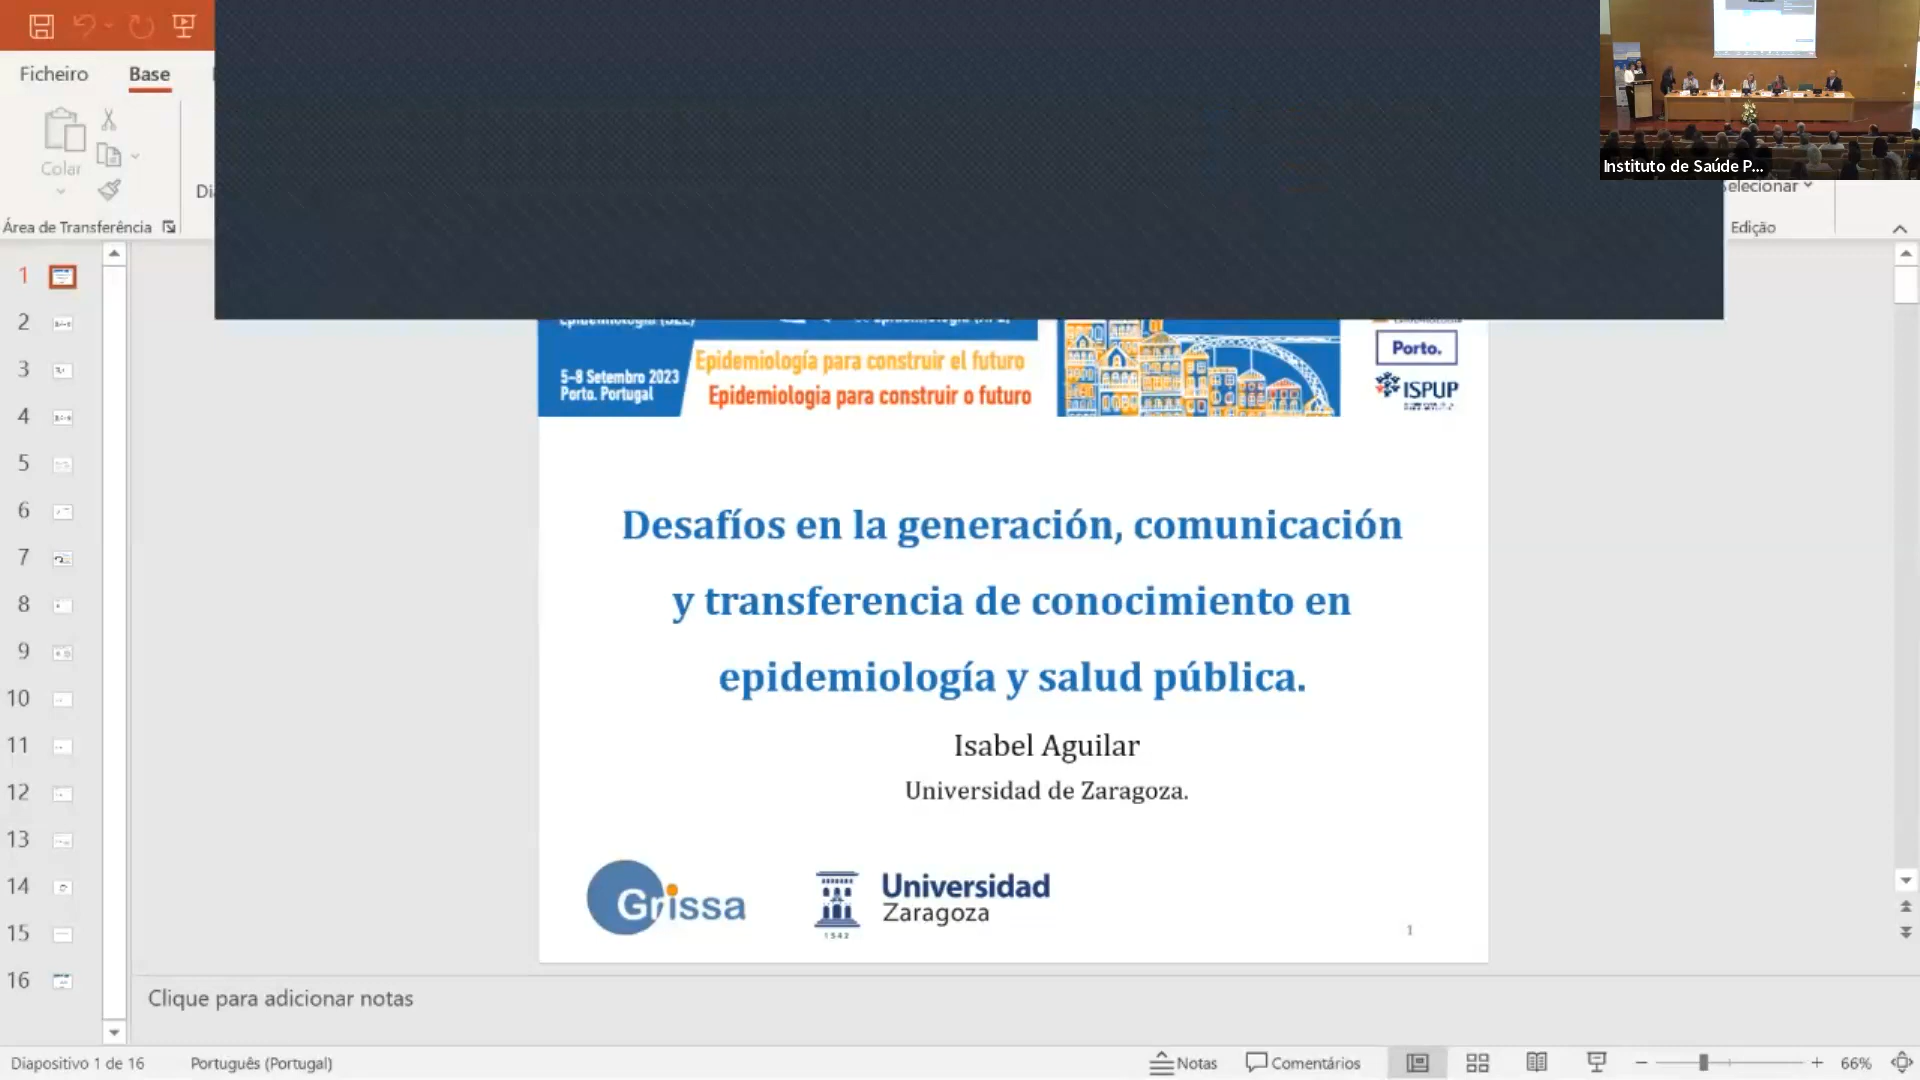 Ficheiro
Base
Colar
Área de Transferência
Edição
Instituto de Saúde P...
1
2
3
4
5
6
7
8
9
10
11
12
13
14
15
16
5-8 Setembro 2023
Porto. Portugal
Epidemiología para construir el futuro
Epidemiologia para construir o futuro
Porto.
ISPUP
Desafíos en la generación, comunicación
y transferencia de conocimiento en
epidemiología y salud pública.
Isabel Aguilar
Universidad de Zaragoza.
Grissa
Universidad
Zaragoza
1542
1
Clique para adicionar notas
Diapositivo 1 de 16
Português (Portugal)
Notas
Comentários
66%